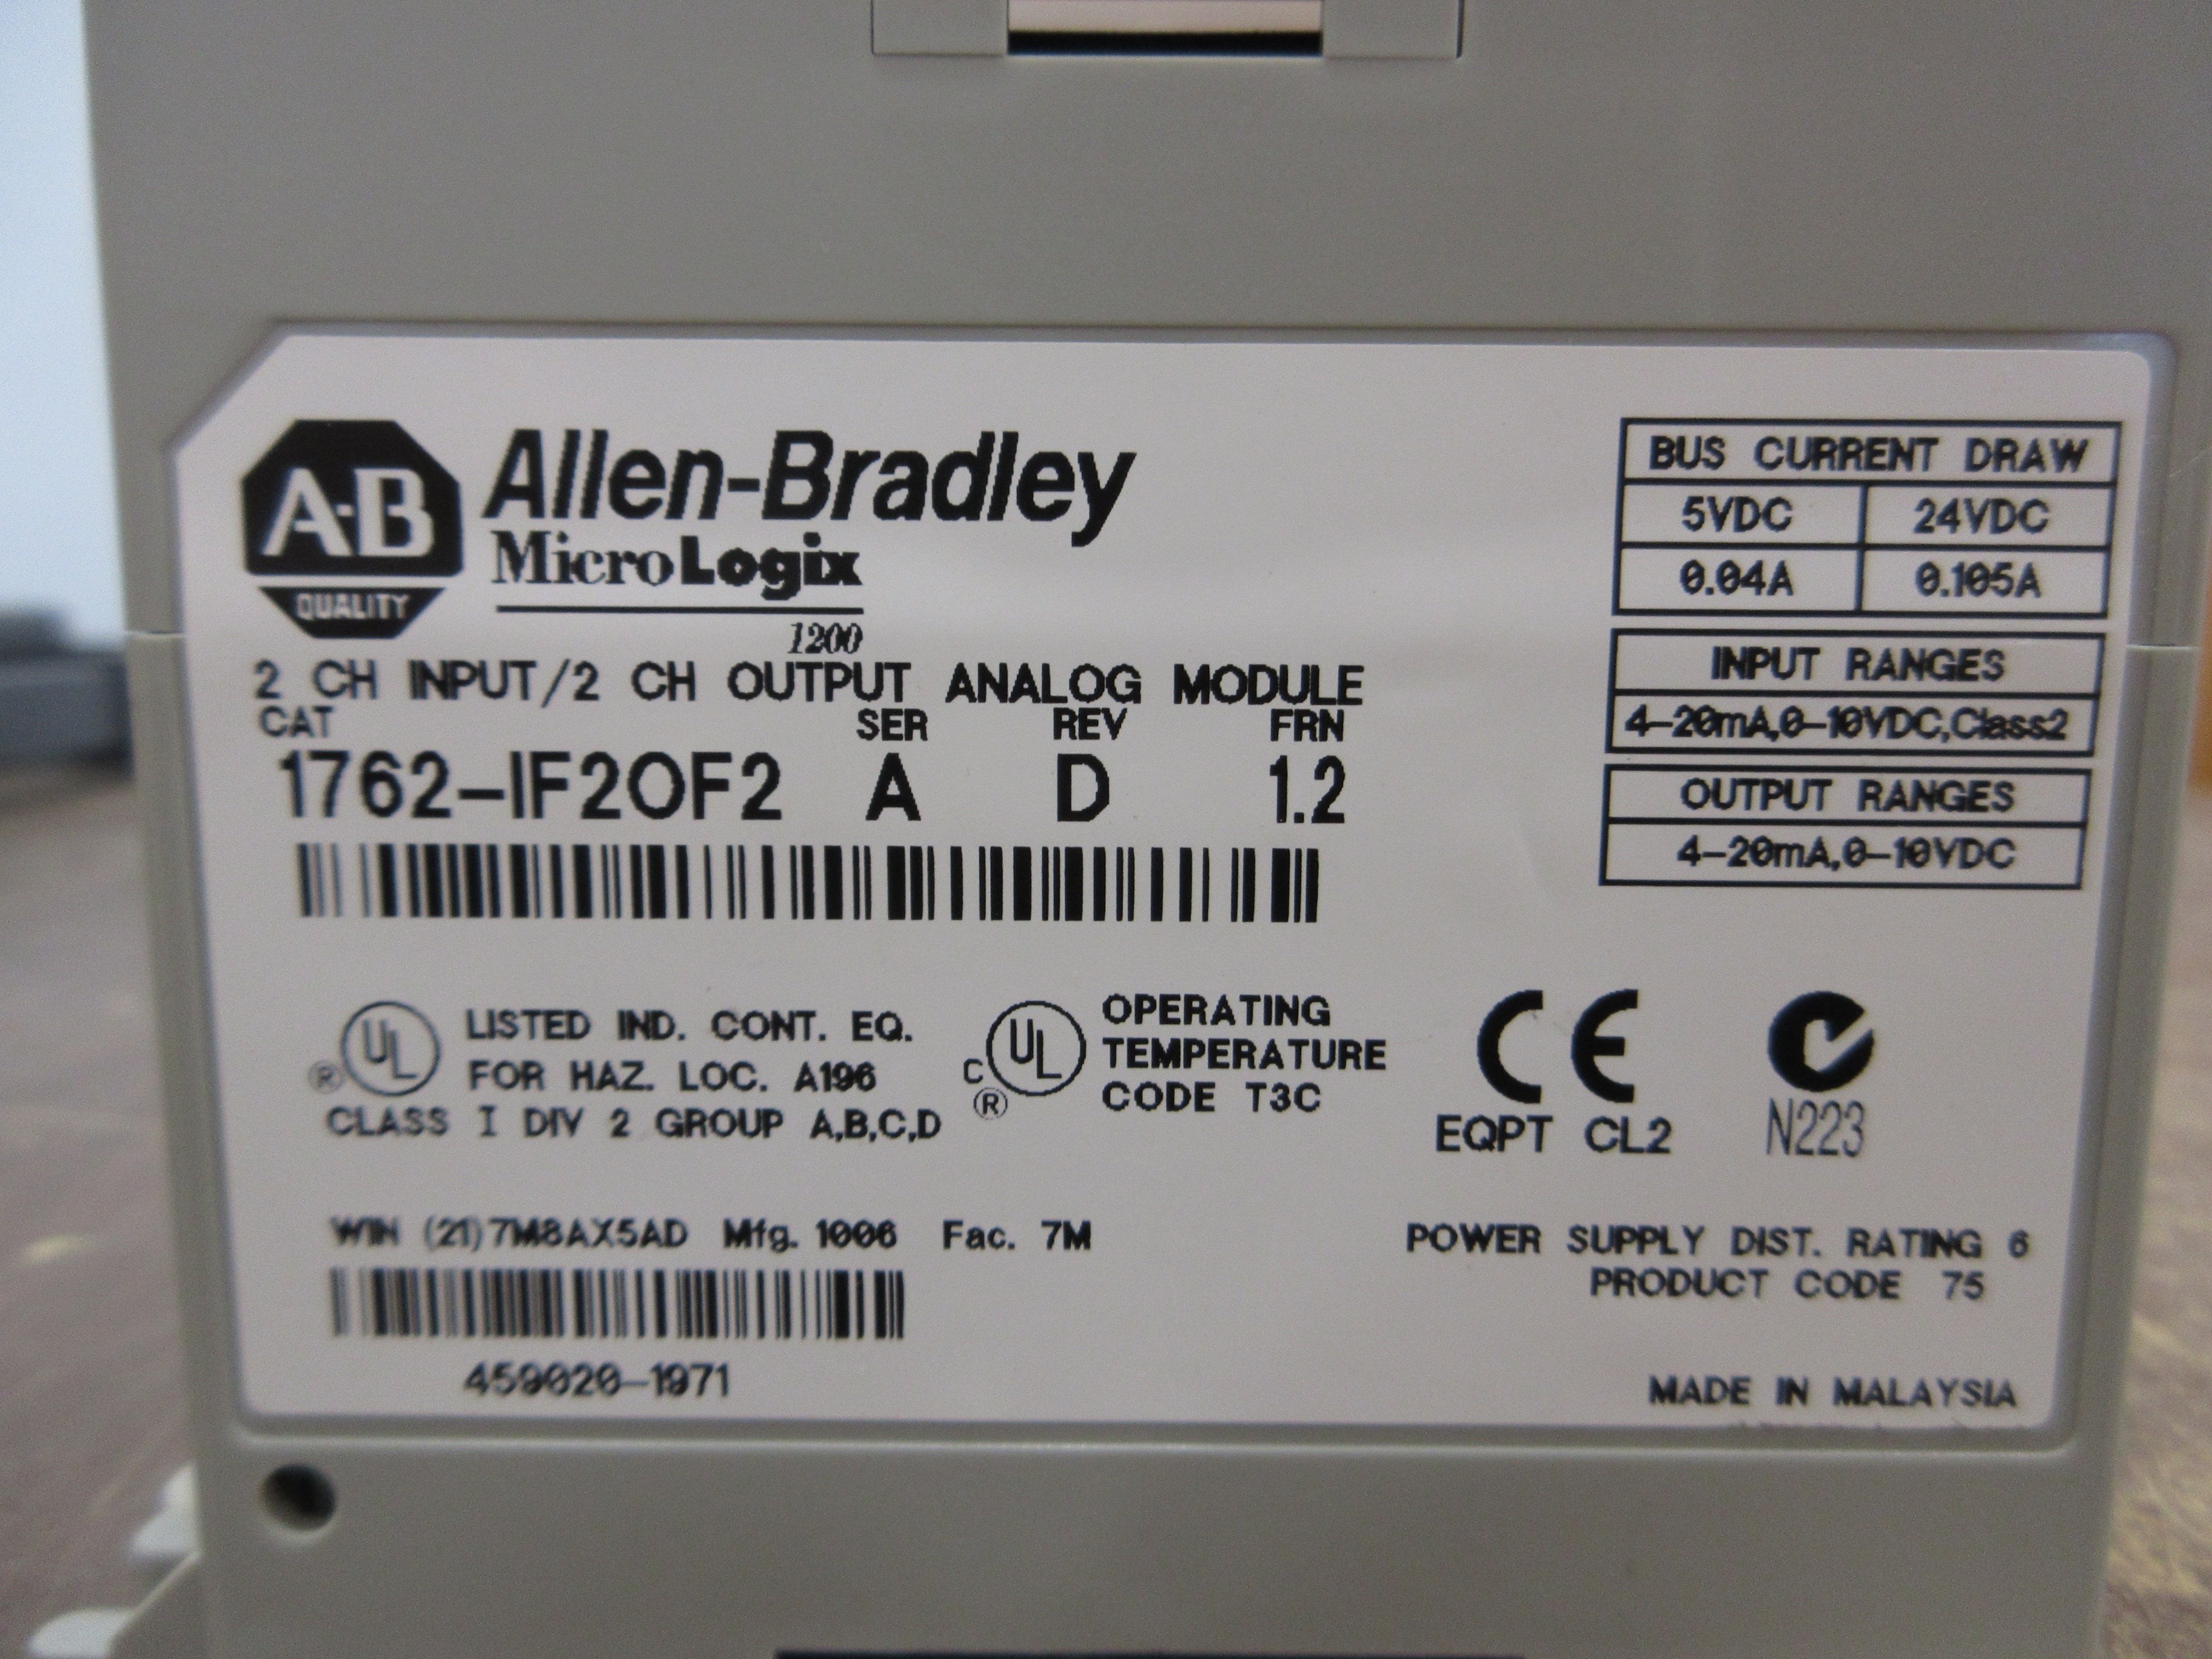 A-B
QUALITY
Allen-Bradley
MicroLogix
1200
2 CH INPUT/2 CH OUTPUT ANALOG MODULE
CAT SER REV FRN
1762-IF2OF2 A D 1.2
BUS CURRENT DRAW
5VDC 24VDC
0.04A 0.105A
INPUT RANGES
4-20mA,0-10VDC,Class2
OUTPUT RANGES
4-20mA,0-10VDC
UL ® LISTED IND. CONT. EQ.
FOR HAZ. LOC. A196
CLASS I DIV 2 GROUP A,B,C,D
C UL ® OPERATING
TEMPERATURE
CODE T3C
CE
EQPT CL2
N223
WIN (21)7M8AX5AD Mfg. 1006 Fac. 7M
459020-1971
POWER SUPPLY DIST. RATING 6
PRODUCT CODE 75
MADE IN MALAYSIA